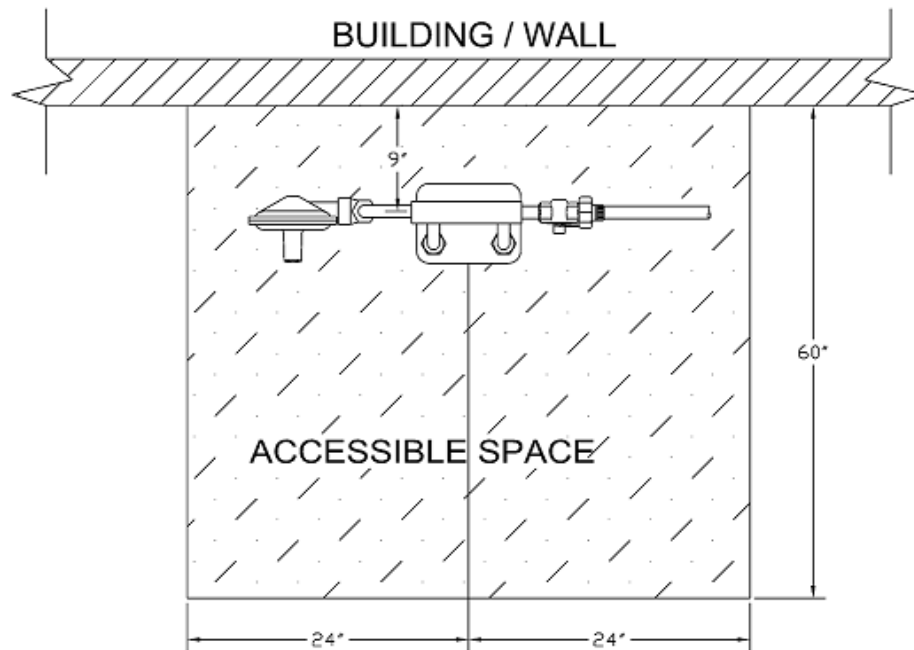 BUILDING / WALL
9"
60"
ACCESSIBLE SPACE
24" 24"